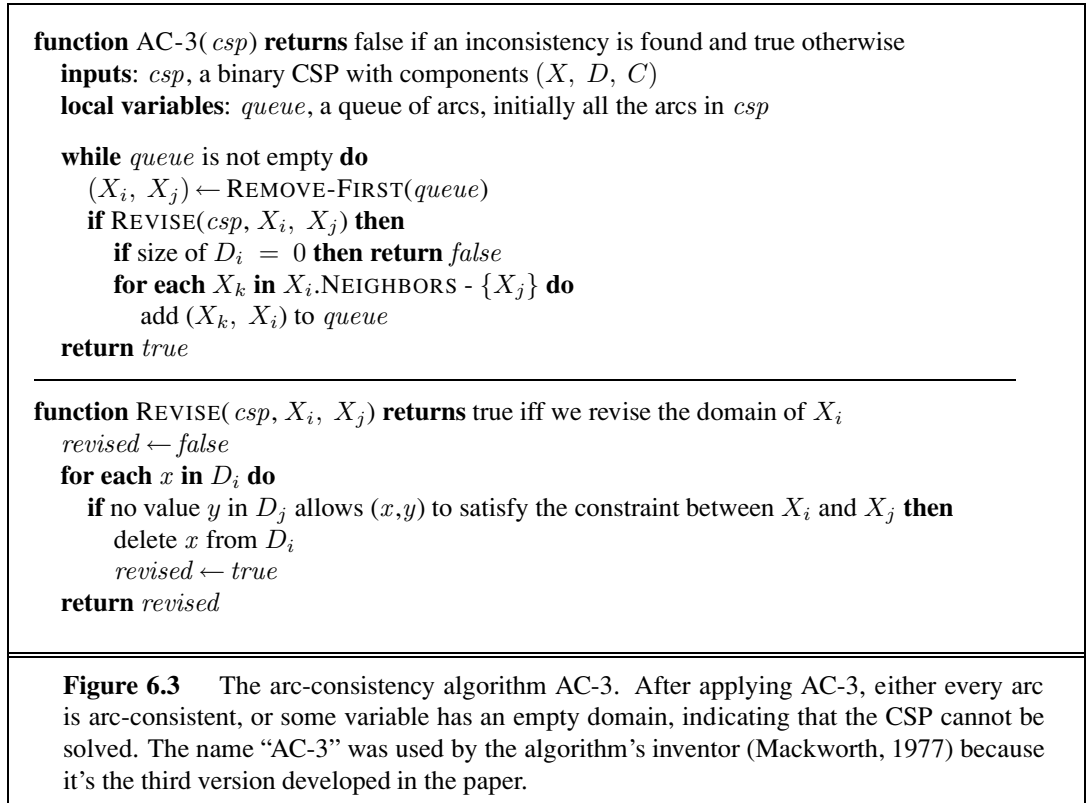 function AC-3( csp) returns false if an inconsistency is found and true otherwise
inputs: csp, a binary CSP with components (X, D, C)
local variables: queue, a queue of arcs, initially all the arcs in csp
while queue is not empty do
(Xi, Xj) ← REMOVE-FIRST(queue)
if REVISE(csp, Xi, Xj) then
if size of Di = 0 then return false
for each Xk in Xi.NEIGHBORS - {Xj} do
add (Xk, Xi) to queue
return true
function REVISE( csp, Xi, Xj) returns true iff we revise the domain of Xi
revised ← false
for each x in Di do
if no value y in Dj allows (x,y) to satisfy the constraint between Xi and Xj then
delete x from Di
revised ← true
return revised
Figure 6.3 The arc-consistency algorithm AC-3. After applying AC-3, either every arc
is arc-consistent, or some variable has an empty domain, indicating that the CSP cannot be
solved. The name “AC-3” was used by the algorithm’s inventor (Mackworth, 1977) because
it’s the third version developed in the paper.